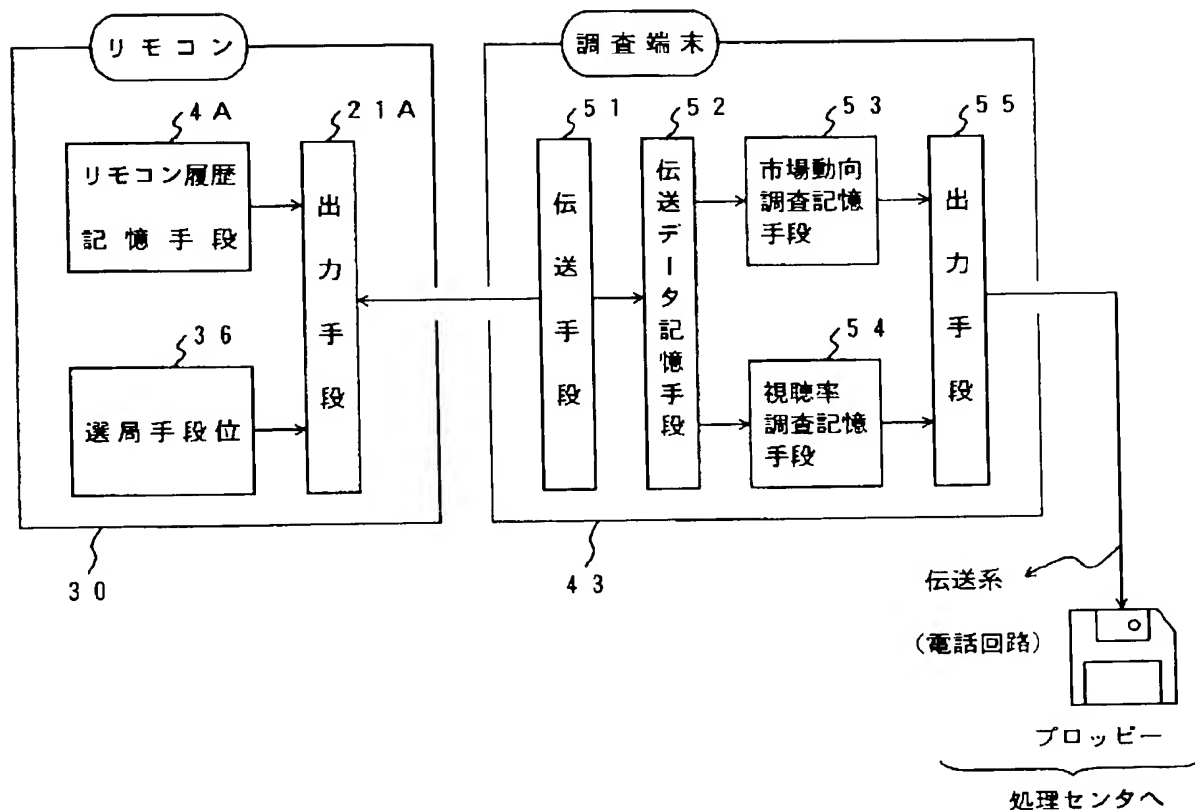 リモコン
4A
リモコン履歴
記憶手段
21A
出力手段
36
選局手段位
30
調査端末
51
伝送手段
52
伝送データ記憶手段
53
市場動向
調査記憶
手段
54
視聴率
調査記憶
手段
55
出力手段
43
伝送系
(電話回路)
プロッピー
処理センタへ